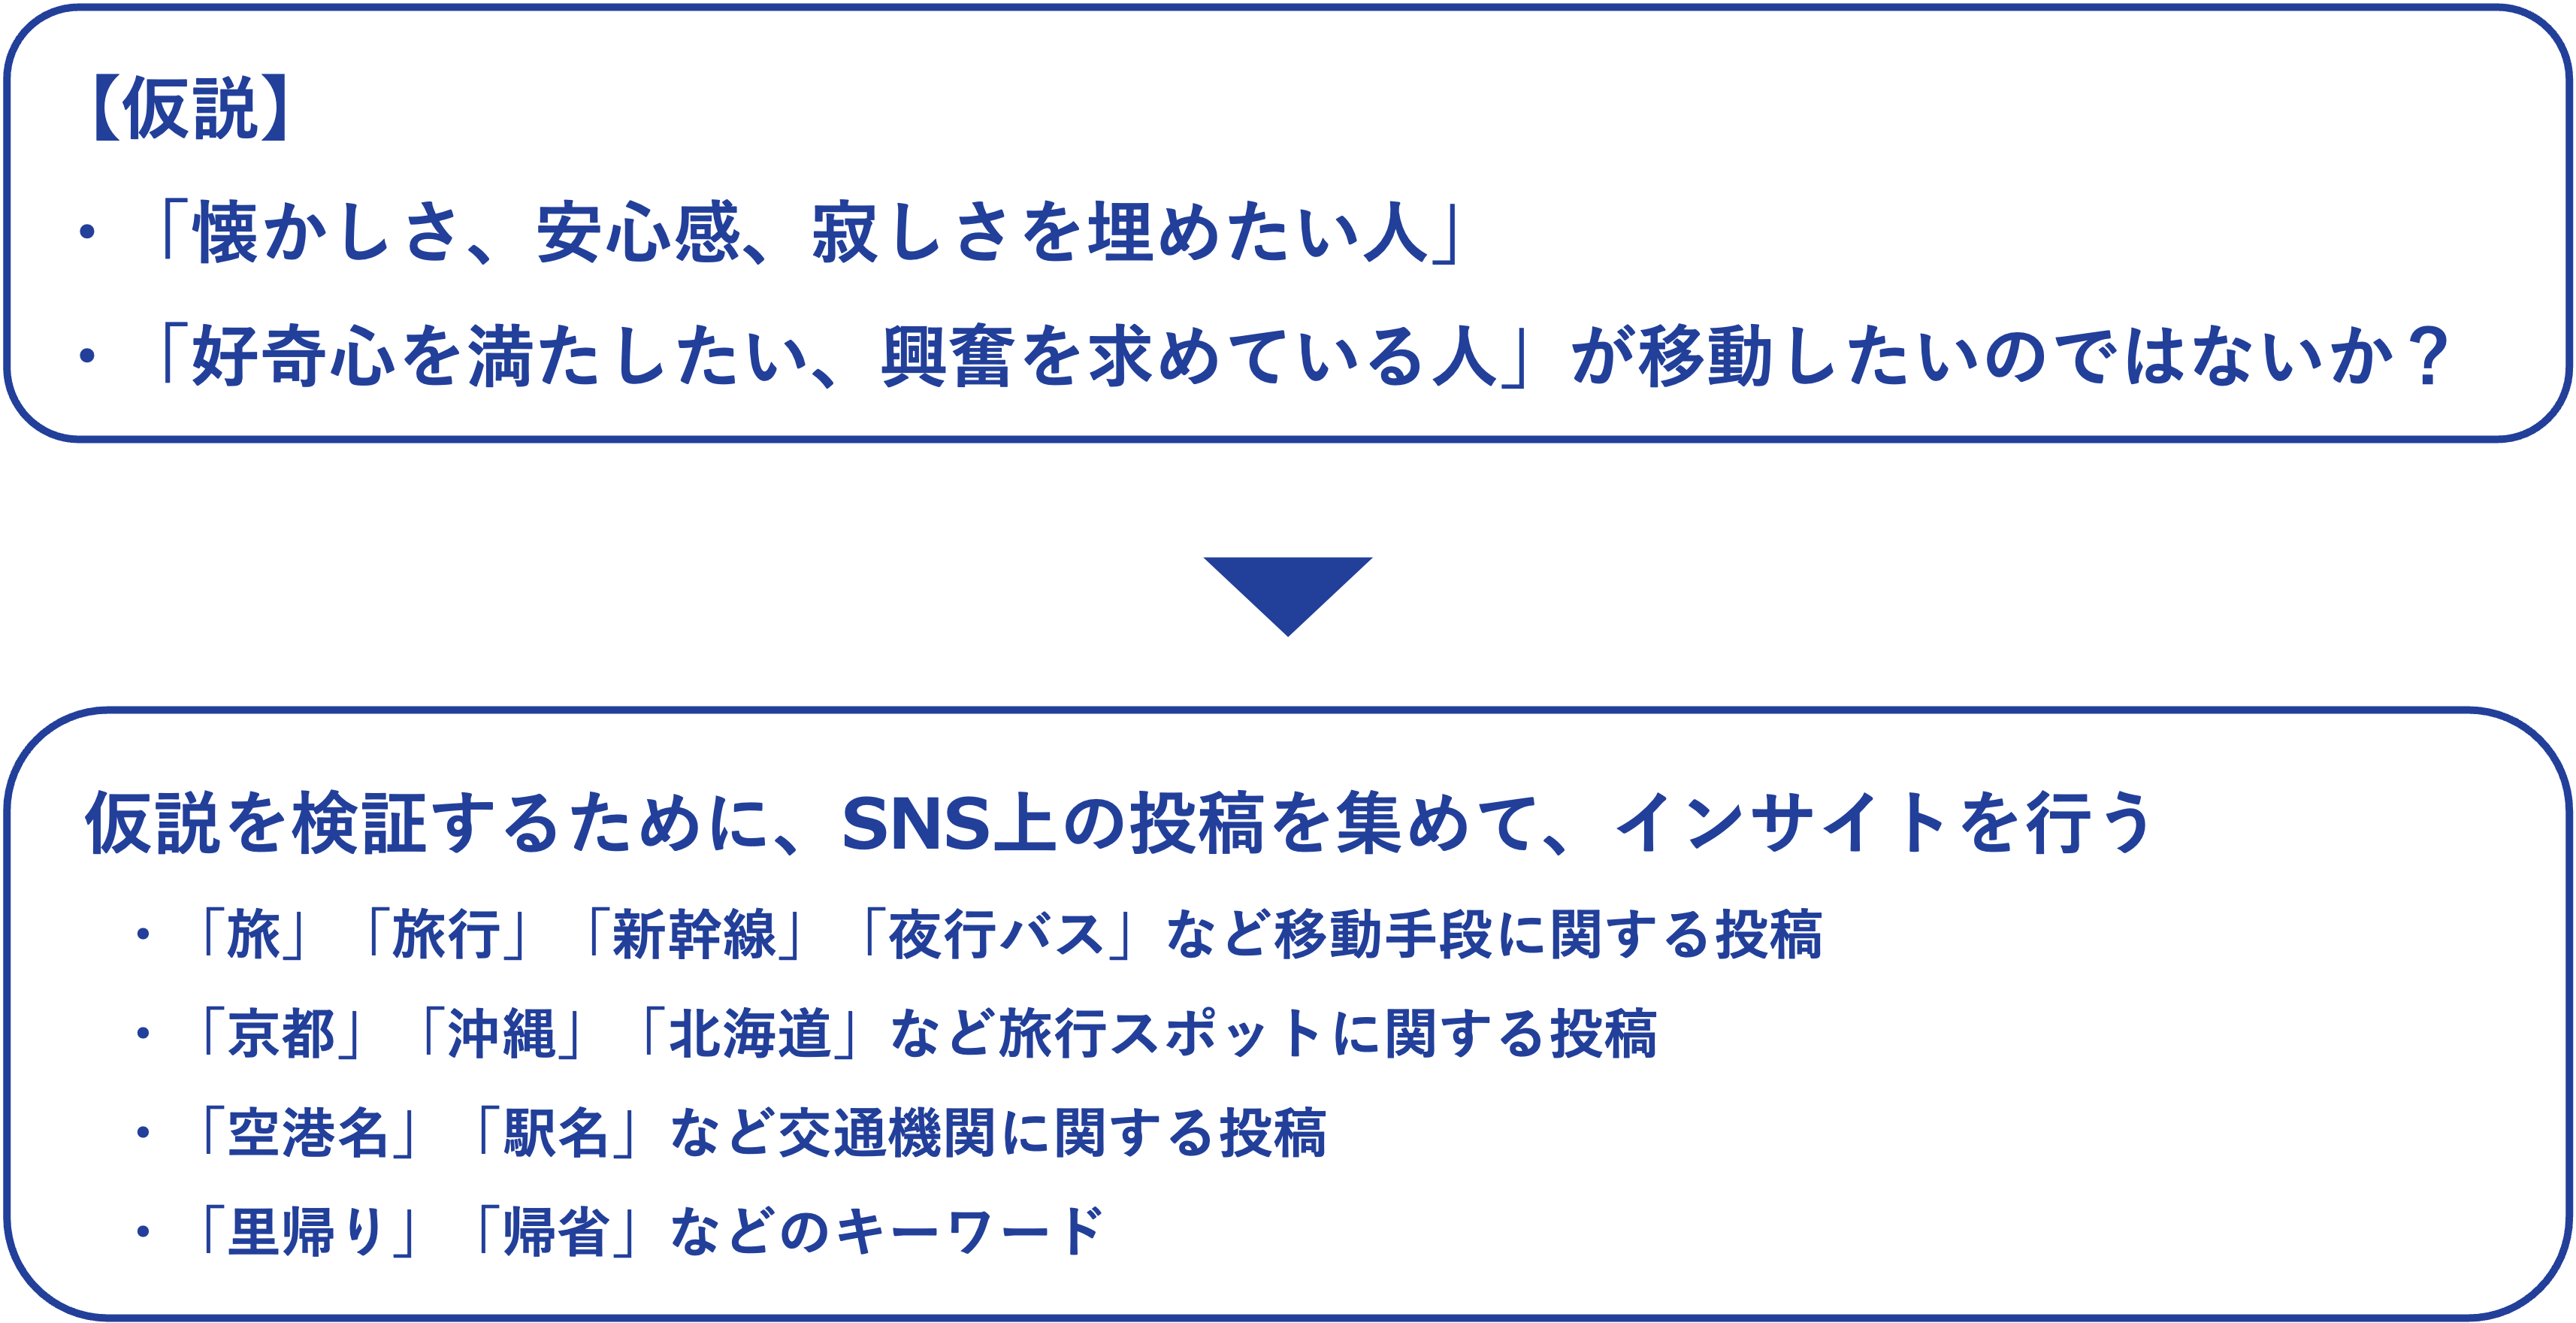 【仮説】
・「懐かしさ、安心感、寂しさを埋めたい人」
・「好奇心を満たしたい、興奮を求めている人」が移動したいのではないか？
仮説を検証するために、SNS上の投稿を集めて、インサイトを行う
・「旅」「旅行」「新幹線」「夜行バス」など移動手段に関する投稿
・「京都」「沖縄」「北海道」など旅行スポットに関する投稿
・「空港名」「駅名」など交通機関に関する投稿
・「里帰り」「帰省」などのキーワード